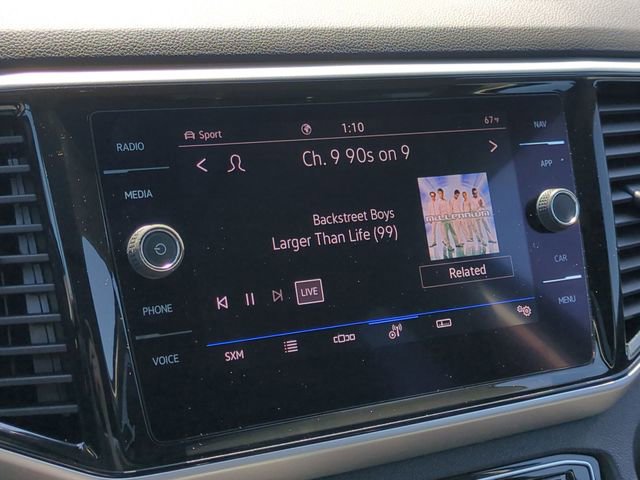 Sport
1:10
67°F
RADIO
NAV
Ch. 9 90s on 9
MEDIA
APP
MILLENNIUM
Backstreet Boys
Larger Than Life (99)
Related
CAR
LIVE
PHONE
MENU
VOICE
SXM